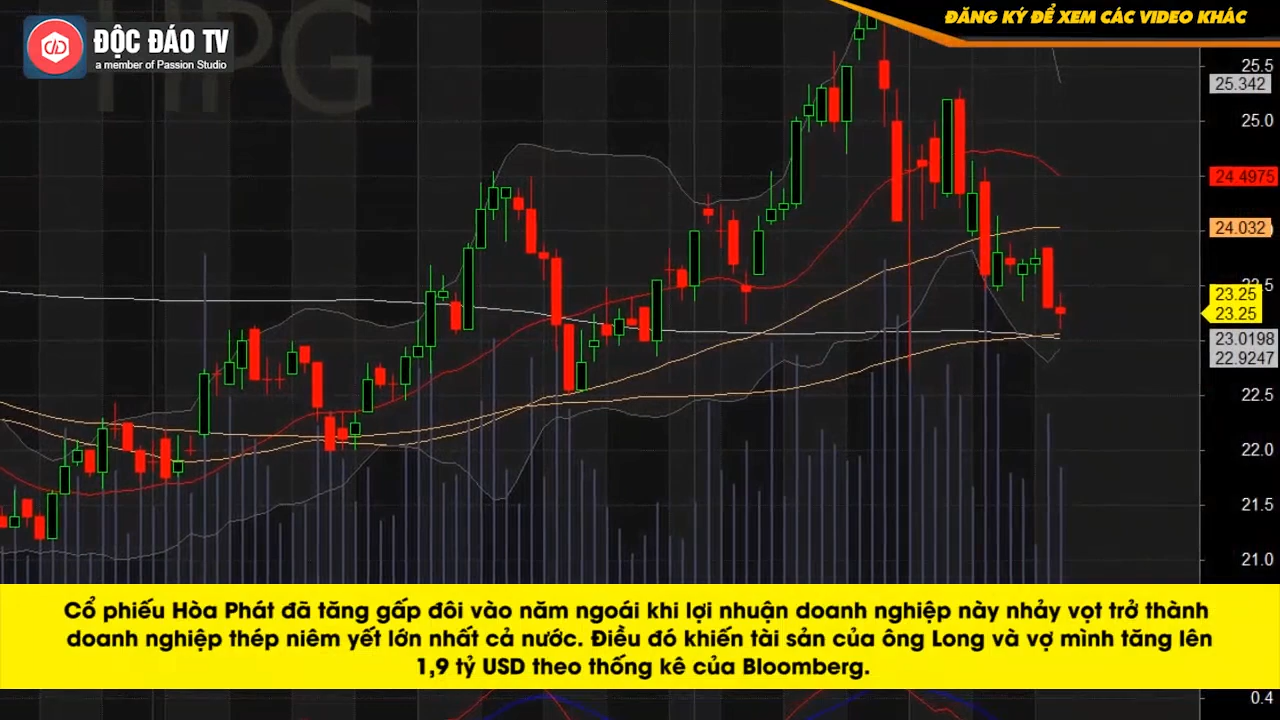 ĐĂNG KÝ ĐỂ XEM CÁC VIDEO KHÁC
ĐỘC ĐÁO TV
a member of Passion Studio
HPG
25.5
25.342
25.0
24.4975
24.032
23.25
23.25
23.0198
22.9247
22.5
22.0
21.5
21.0
Cổ phiếu Hòa Phát đã tăng gấp đôi vào năm ngoái khi lợi nhuận doanh nghiệp này nhảy vọt trở thành
doanh nghiệp thép niêm yết lớn nhất cả nước. Điều đó khiến tài sản của ông Long và vợ mình tăng lên
1,9 tỷ USD theo thống kê của Bloomberg.
0.4